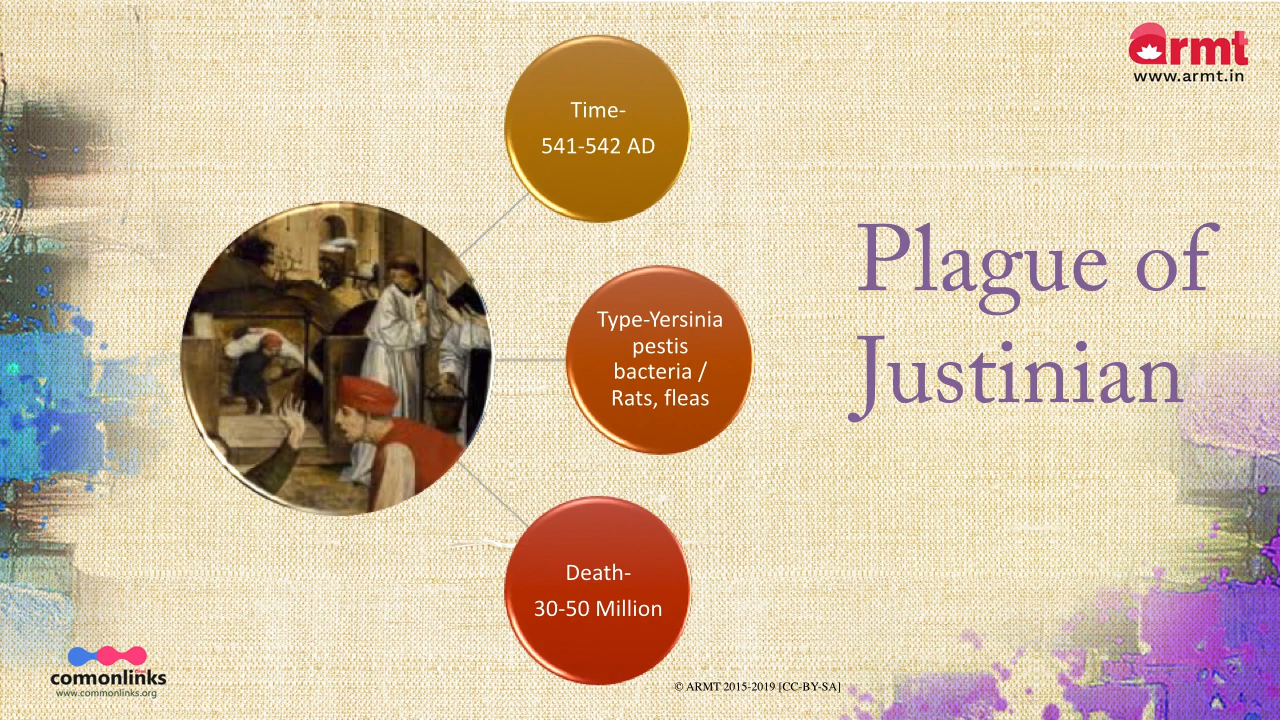 armt
www.armt.in
Time-
541-542 AD
Type-Yersinia
pestis
bacteria /
Rats, fleas
Death-
30-50 Million
Plague of
Justinian
commonlinks
www.commonlinks.org
© ARMT 2015-2019 [CC-BY-SA]